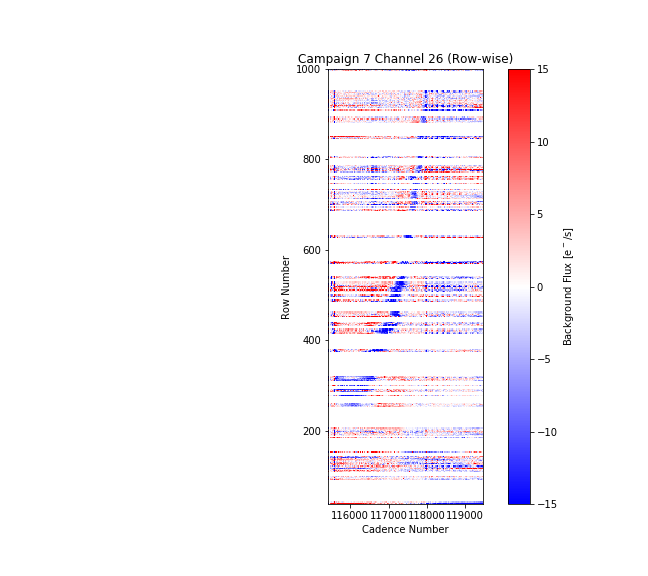 Campaign 7 Channel 26 (Row-wise)
1000
800
600
400
200
Row Number
116000 117000 118000 119000
Cadence Number
15
10
5
0
−5
−10
−15
Background Flux [e⁻/s]